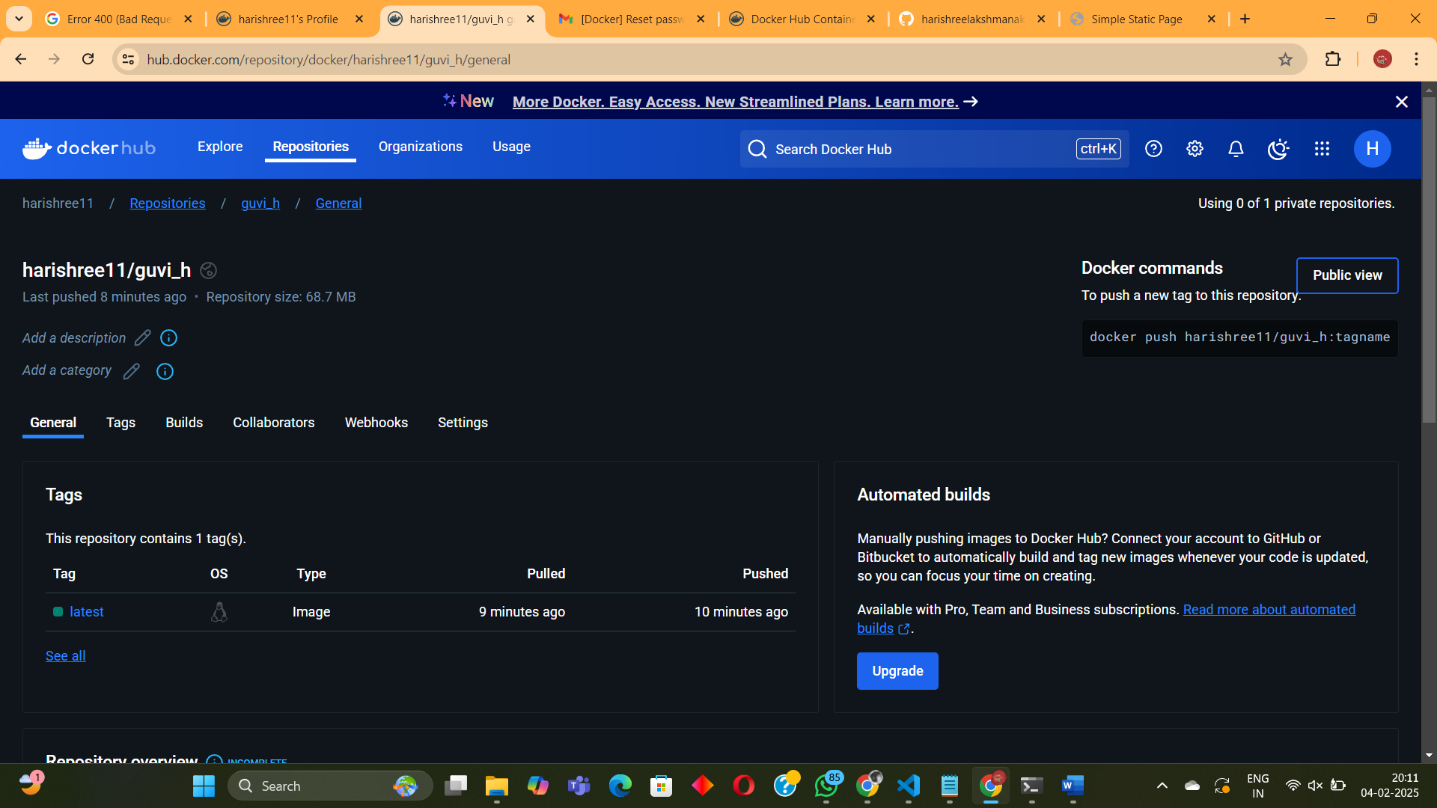 Error 400 (Bad Reque
harishree11's Profile
harishree11/guvi_h g
[Docker] Reset passw
Docker Hub Containe
harishreelakshmanak
Simple Static Page
hub.docker.com/repository/docker/harishree11/guvi_h/general
New More Docker. Easy Access. New Streamlined Plans. Learn more. →
dockerhub
Explore
Repositories
Organizations
Usage
Search Docker Hub
ctrl+K
H
harishree11 / Repositories / guvi_h / General
Using 0 of 1 private repositories.
harishree11/guvi_h
Last pushed 8 minutes ago • Repository size: 68.7 MB
Add a description
Add a category
Docker commands
Public view
To push a new tag to this repository:
docker push harishree11/guvi_h:tagname
General
Tags
Builds
Collaborators
Webhooks
Settings
Tags
This repository contains 1 tag(s).
Tag OS Type Pulled Pushed
latest Image 9 minutes ago 10 minutes ago
See all
Automated builds
Manually pushing images to Docker Hub? Connect your account to GitHub or
Bitbucket to automatically build and tag new images whenever your code is updated,
so you can focus your time on creating.
Available with Pro, Team and Business subscriptions. Read more about automated
builds.
Upgrade
Repository overview INCOMPLETE
1
Search
85
ENG
IN
20:11
04-02-2025